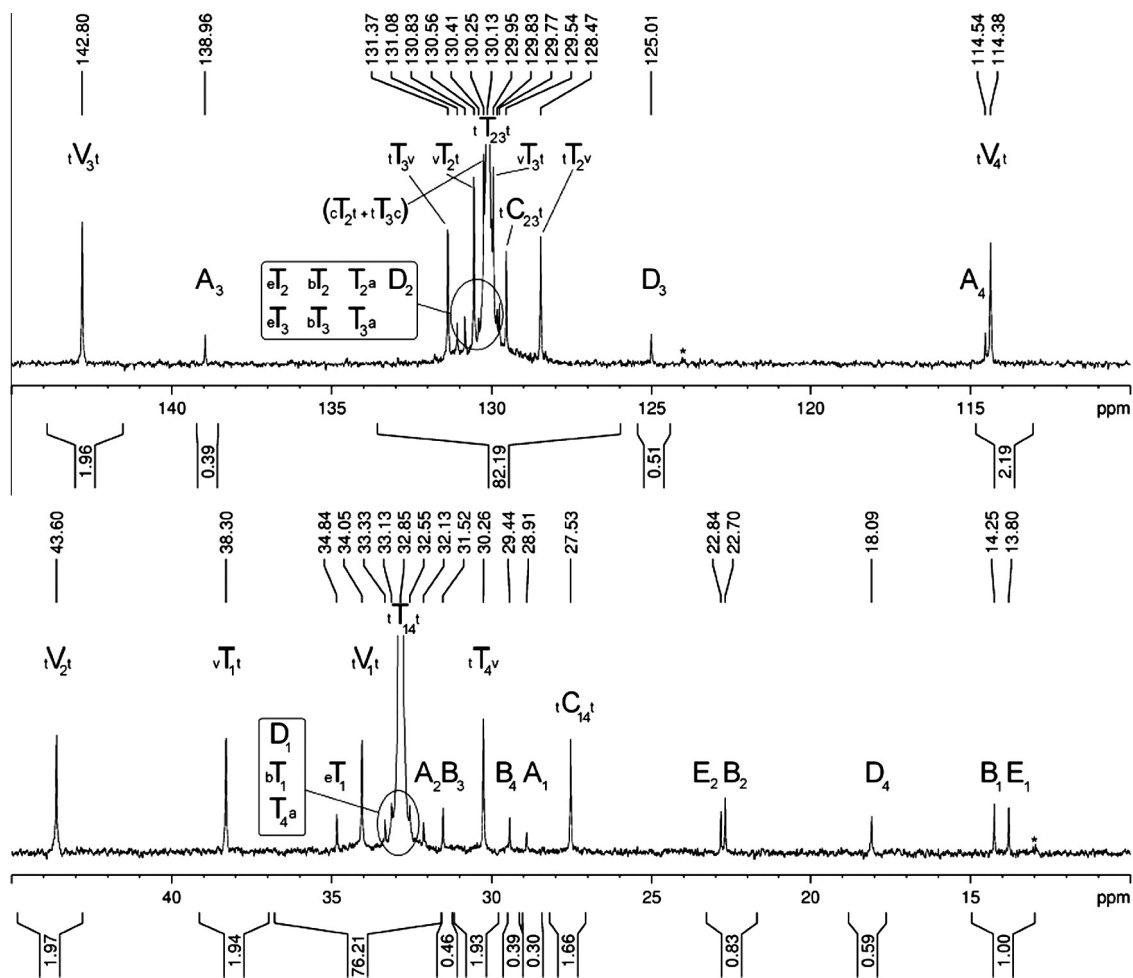 142.80 138.96 131.37 131.08 130.83 130.56 130.41 130.25 130.13 129.95 129.83 129.77 129.54 128.47 125.01 114.54 114.38
tT23t
tV3t tT3v vT2t vT3t tT2v tV4t
(cT2t + tT3c) tC23t
A3 eT2 bT2 T2a D2 D3 A4
eT3 bT3 T3a
*
140 135 130 125 120 115 ppm
1.96 0.39 82.19 0.51 2.19
43.60 38.30 34.84 34.05 33.33 33.13 32.85 32.55 32.13 31.52 30.26 29.44 28.91 27.53 22.84 22.70 18.09 14.25 13.80
tT14t
tV2t vT1t tV1t tT4v
tC14t
D1
bT1 eT1 A2 B3 B4 A1 E2 B2 D4 B1 E1
T4a
*
40 35 30 25 20 15 ppm
1.97 1.94 76.21 0.46 1.93 0.39 0.30 1.66 0.83 0.59 1.00